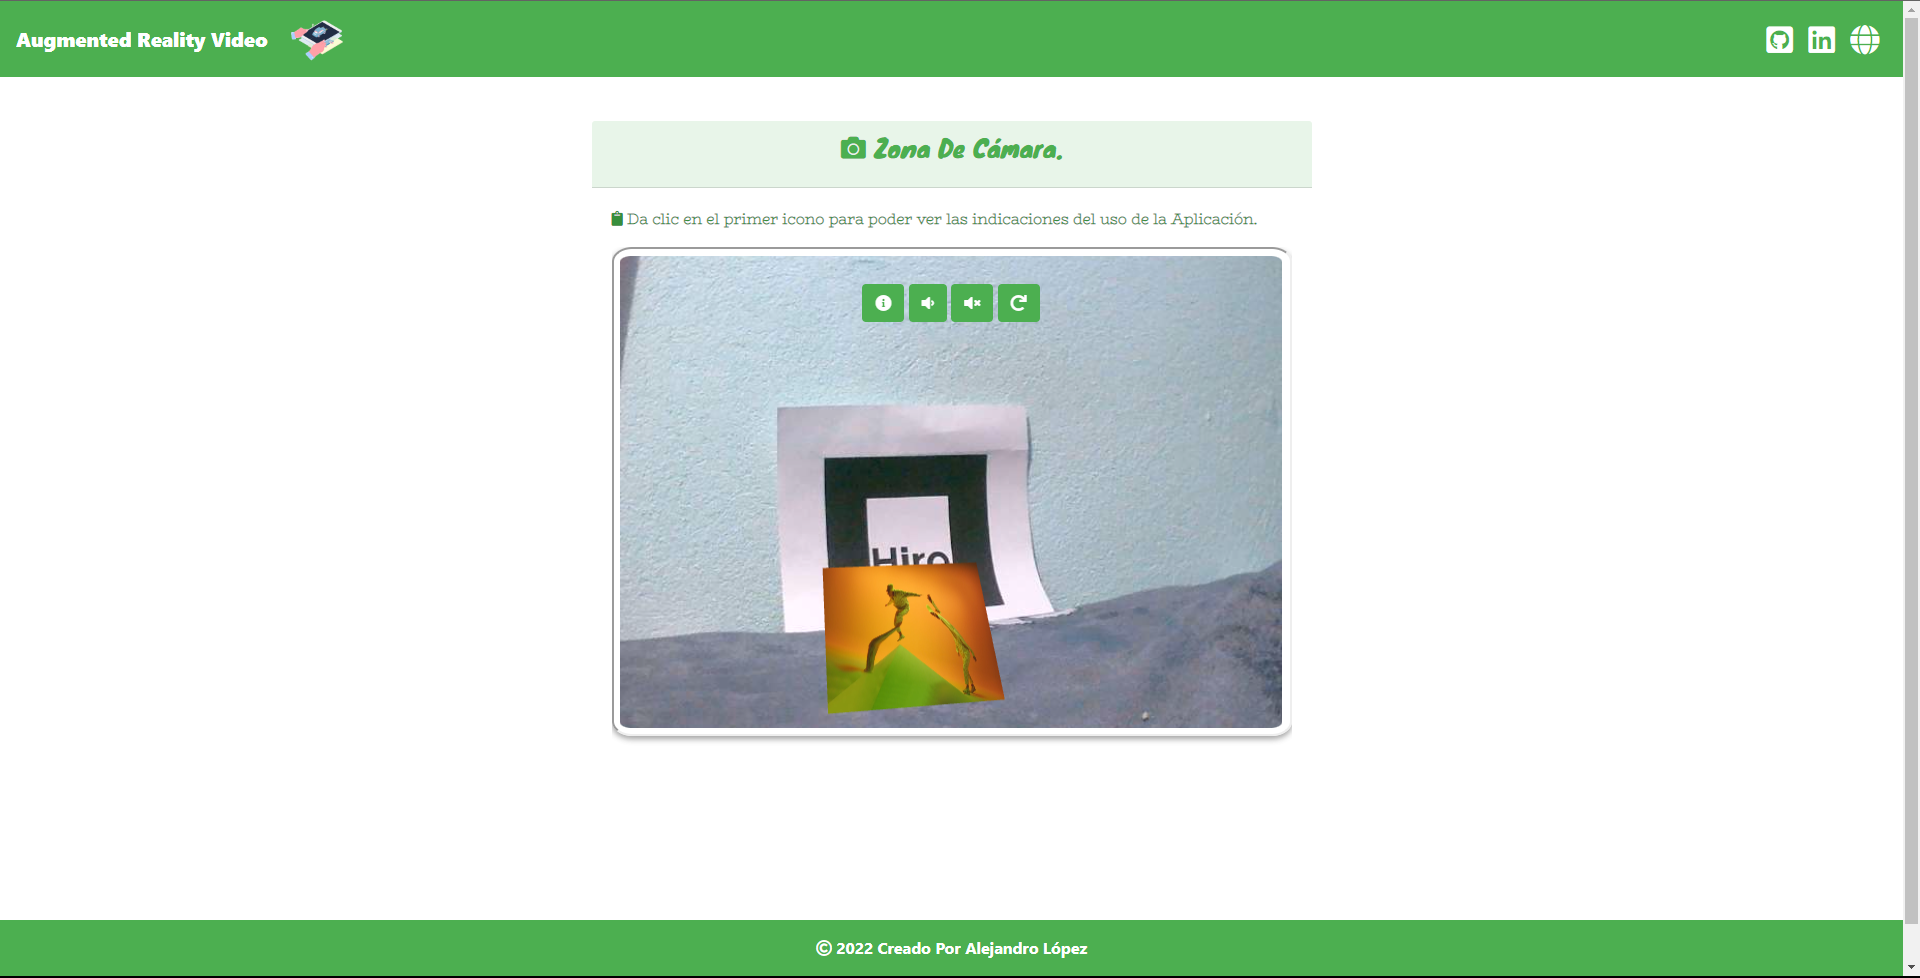 Augmented Reality Video
Zona De Cámara.
Da clic en el primer icono para poder ver las indicaciones del uso de la Aplicación.
Hiro
© 2022 Creado Por Alejandro López